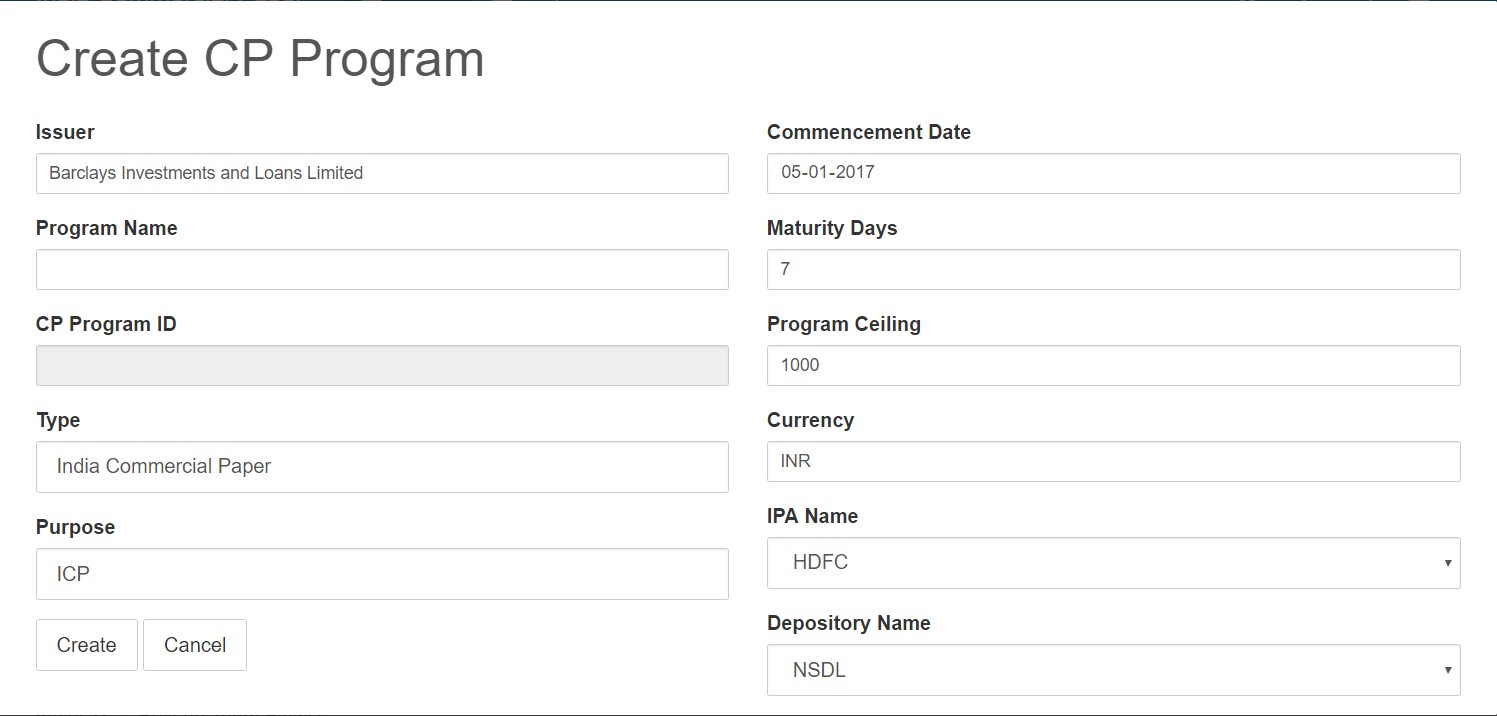 Create CP Program
Issuer
Barclays Investments and Loans Limited
Program Name
CP Program ID
Type
India Commercial Paper
Purpose
ICP
Create Cancel
Commencement Date
05-01-2017
Maturity Days
7
Program Ceiling
1000
Currency
INR
IPA Name
HDFC
Depository Name
NSDL